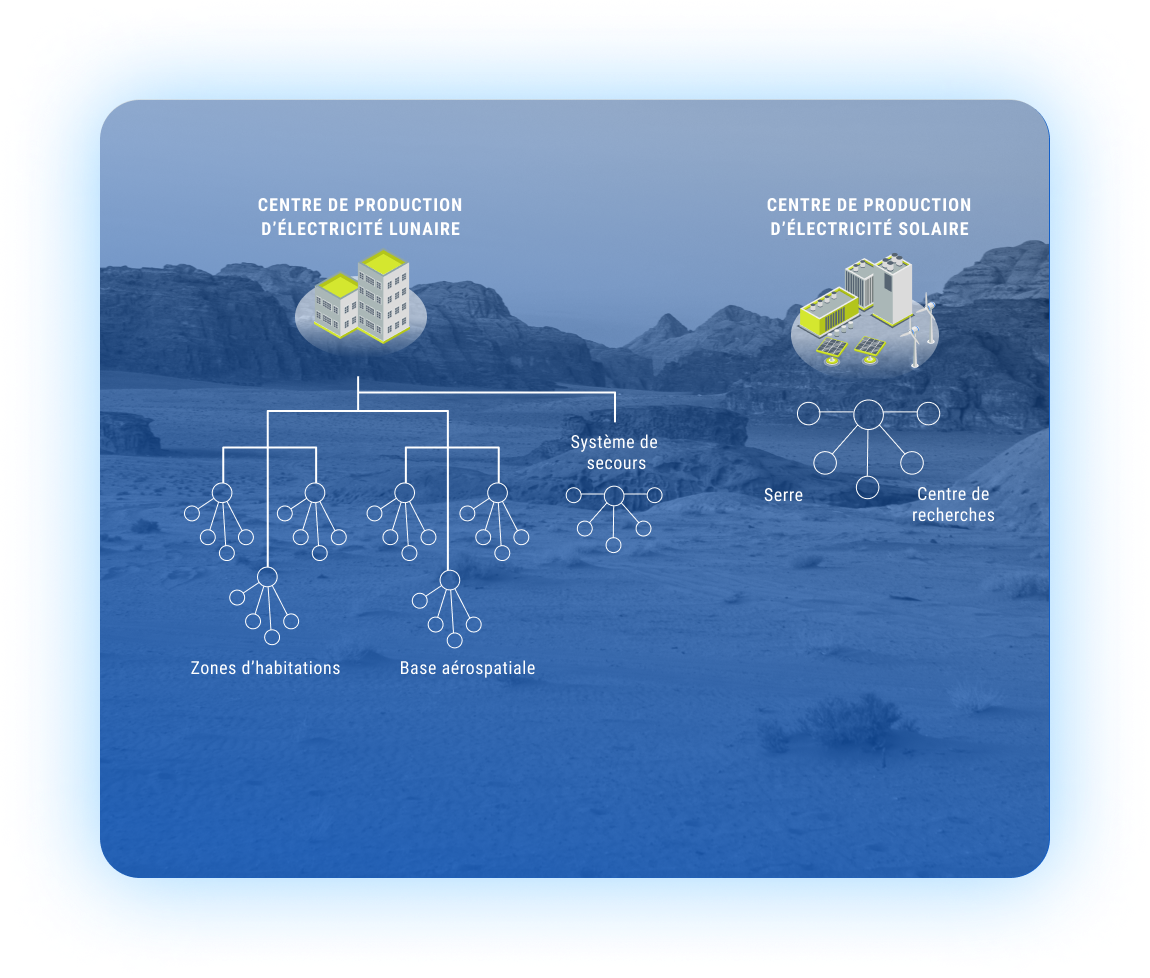 CENTRE DE PRODUCTION
D’ÉLECTRICITÉ LUNAIRE
CENTRE DE PRODUCTION
D’ÉLECTRICITÉ SOLAIRE
Système de
secours
Serre
Centre de
recherches
Zones d’habitations
Base aérospatiale